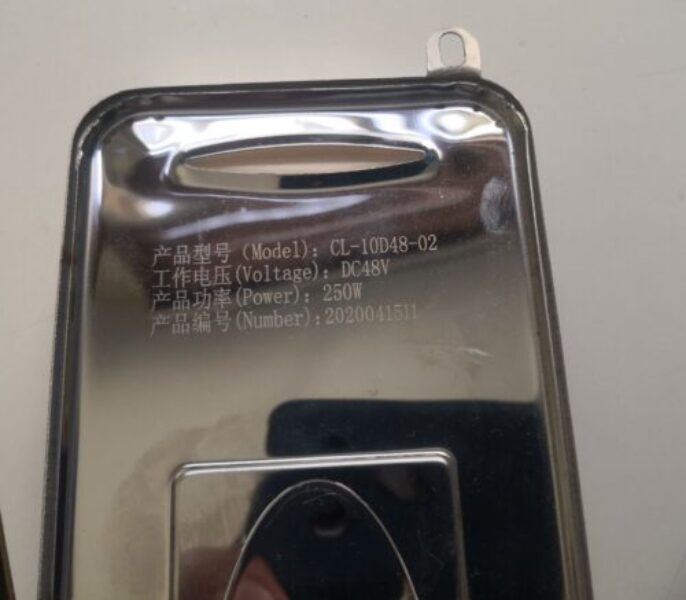 产品型号（Model）：CL-10D48-02
工作电压(Voltage)：DC48V
产品功率(Power)：250W
产品编号(Number)：2020041511